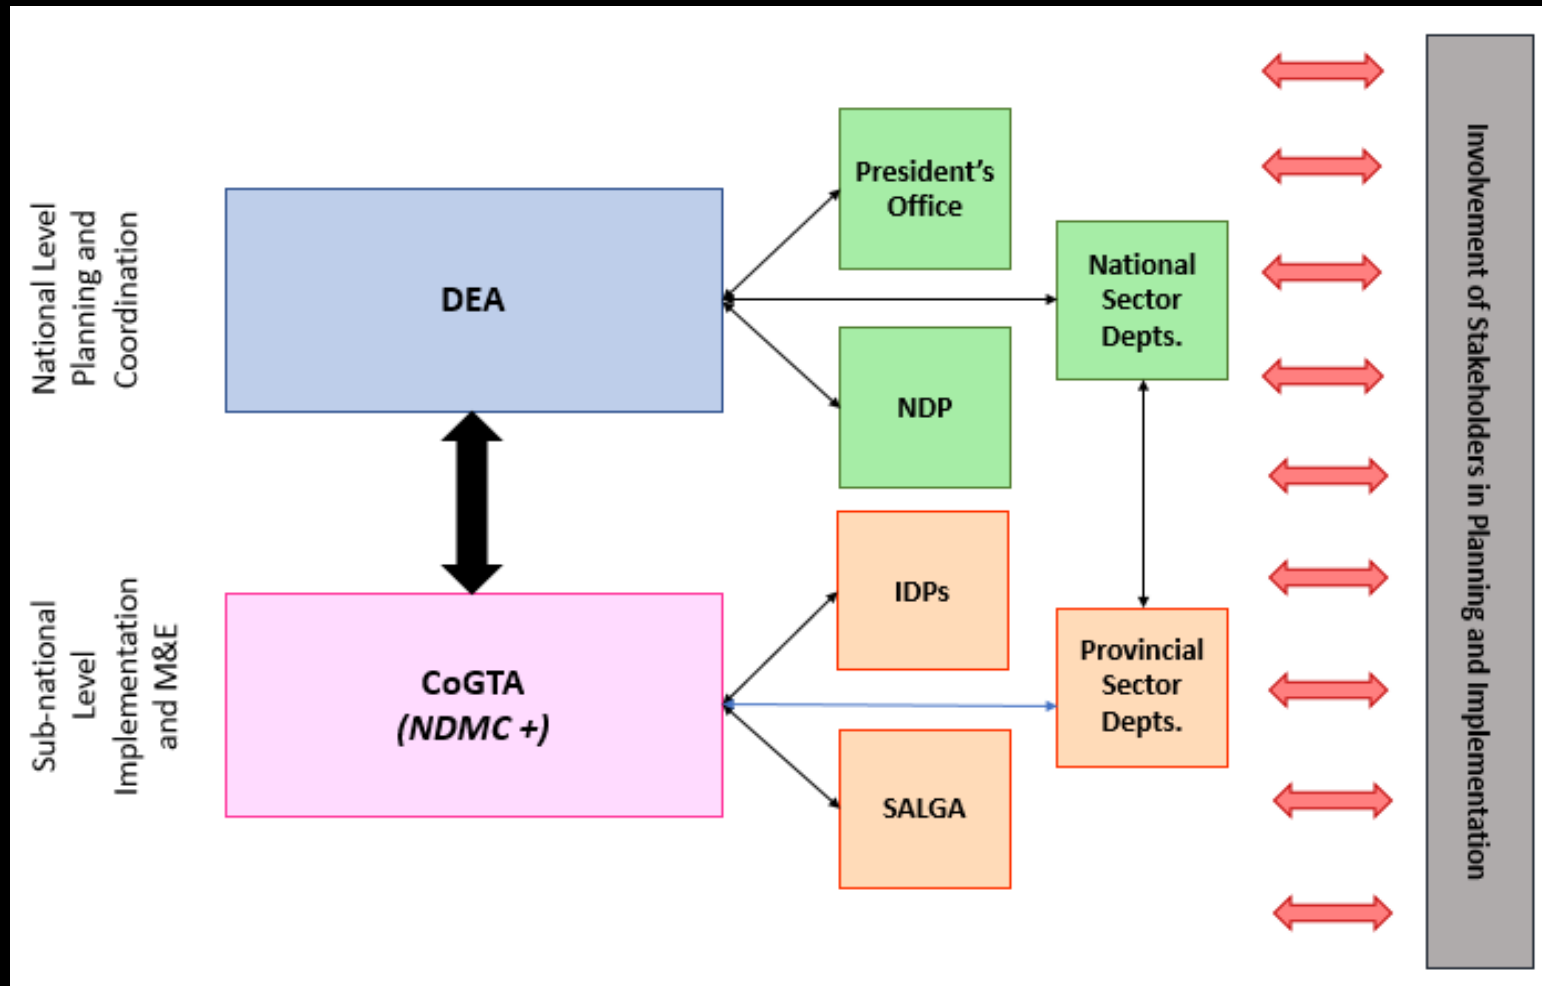 National Level
Planning and
Coordination
DEA
President's
Office
National
Sector
Depts.
NDP
Sub-national
Level
Implementation
and M&E
CoGTA
(NDMC +)
IDPs
Provincial
Sector
Depts.
SALGA
Involvement of Stakeholders in Planning and Implementation